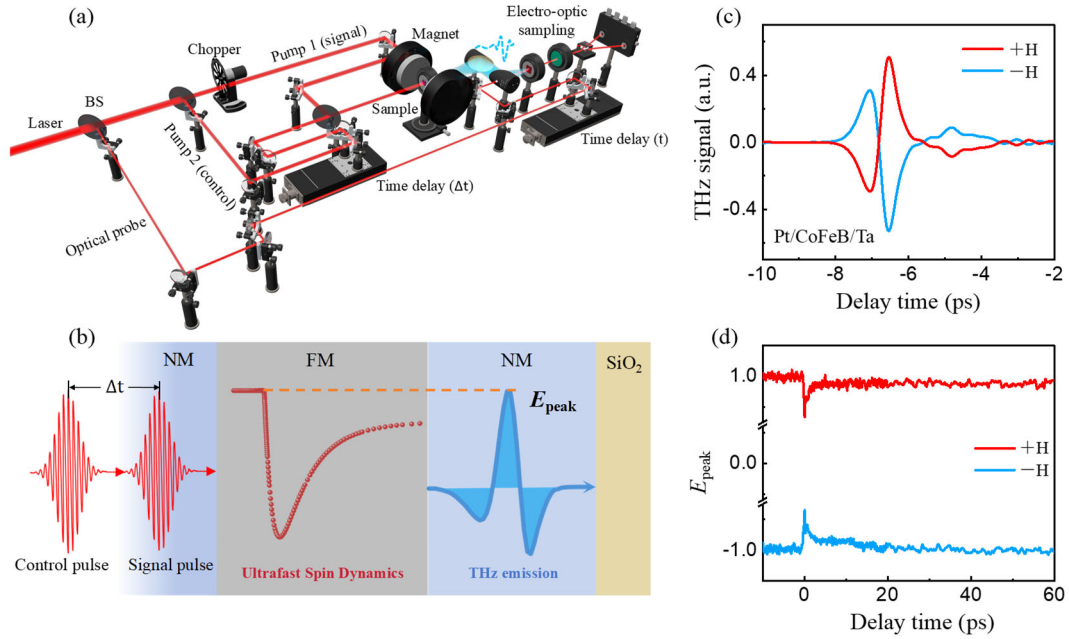 (a)
Laser
BS
Chopper
Pump 1 (signal)
Pump 2 (control)
Optical probe
Magnet
Sample
Electro-optic
sampling
Time delay (Δt)
Time delay (t)
(b)
Δt
NM
FM
NM
SiO₂
E_peak
Control pulse
Signal pulse
Ultrafast Spin Dynamics
THz emission
(c)
+H
−H
THz signal (a.u.)
0.4
0.0
-0.4
Pt/CoFeB/Ta
-10
-8
-6
-4
-2
Delay time (ps)
(d)
E_peak
1.0
0.0
-1.0
+H
−H
0
20
40
60
Delay time (ps)